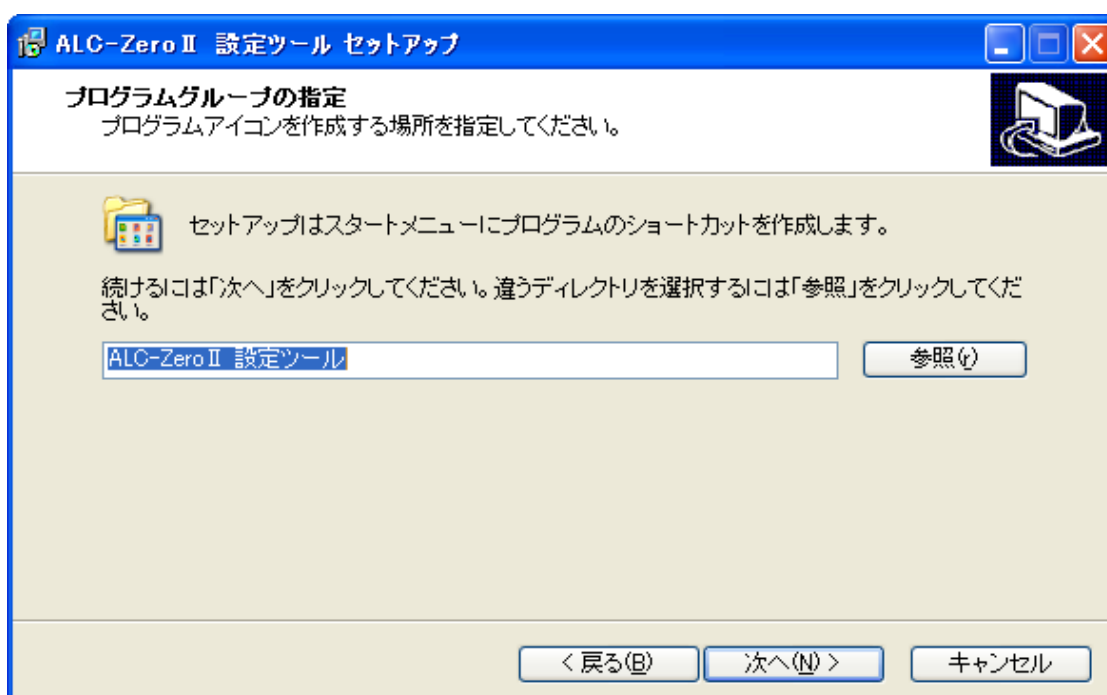 ALC-ZeroⅡ 設定ツール セットアップ
プログラムグループの指定
プログラムアイコンを作成する場所を指定してください。
セットアップはスタートメニューにプログラムのショートカットを作成します。
続けるには「次へ」をクリックしてください。違うディレクトリを選択するには「参照」をクリックしてくだ
さい。
ALC-ZeroⅡ 設定ツール
参照(r)
< 戻る(B)
次へ(N) >
キャンセル